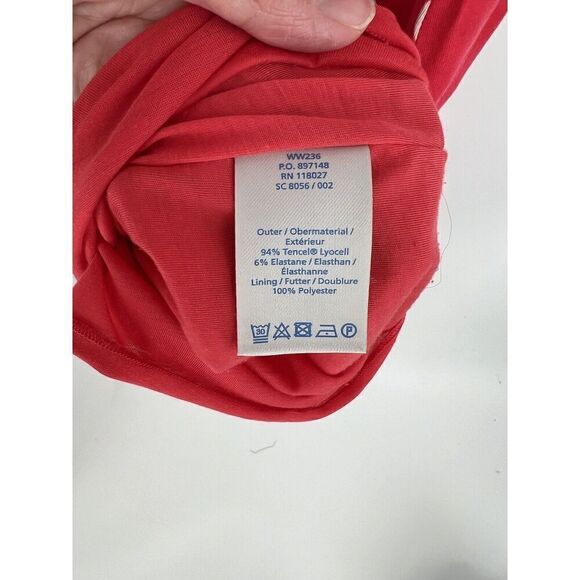 WW236
P.O. 897148
RN 118027
SC 8056 / 002
Outer / Obermaterial /
Extérieur
94% Tencel® Lyocell
6% Elastane / Elasthan /
Élasthanne
Lining / Futter / Doublure
100% Polyester
30
P